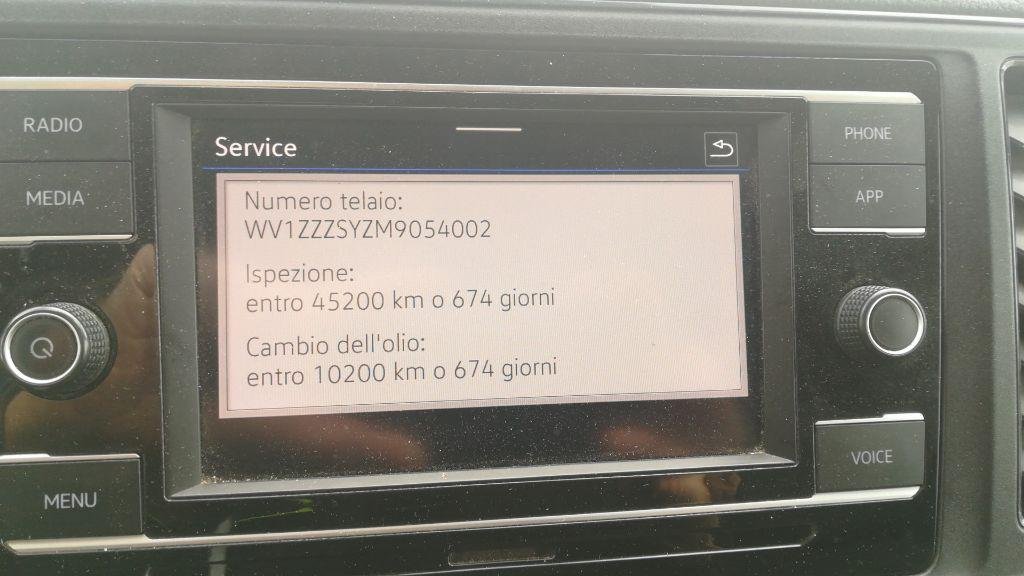 RADIO
MEDIA
MENU
Service
Numero telaio:
WV1ZZZSYZM9054002
Ispezione:
entro 45200 km o 674 giorni
Cambio dell'olio:
entro 10200 km o 674 giorni
PHONE
APP
VOICE